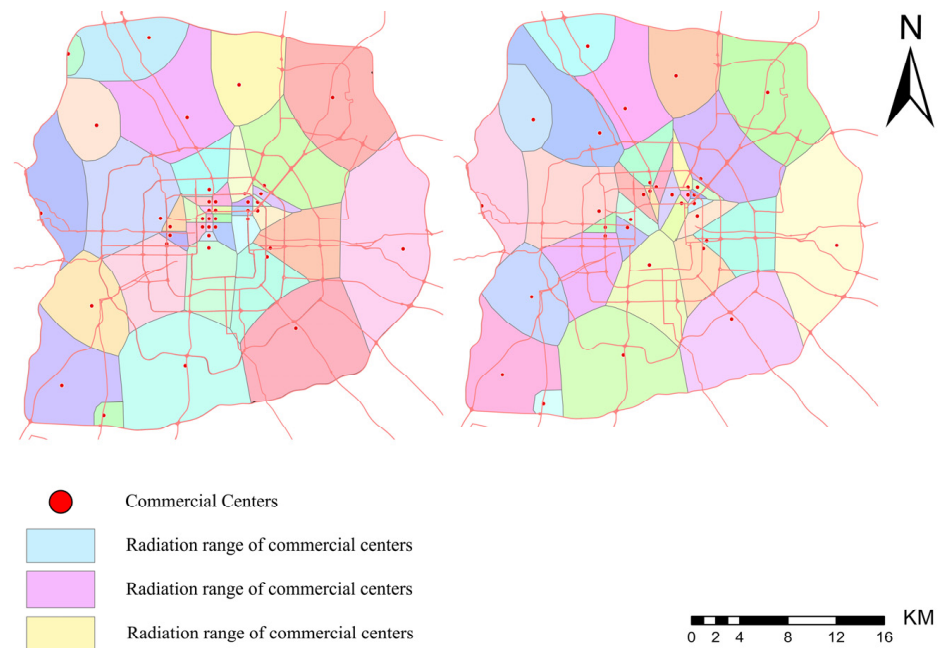 N
Commercial Centers
Radiation range of commercial centers
Radiation range of commercial centers
Radiation range of commercial centers
KM
0 2 4 8 12 16